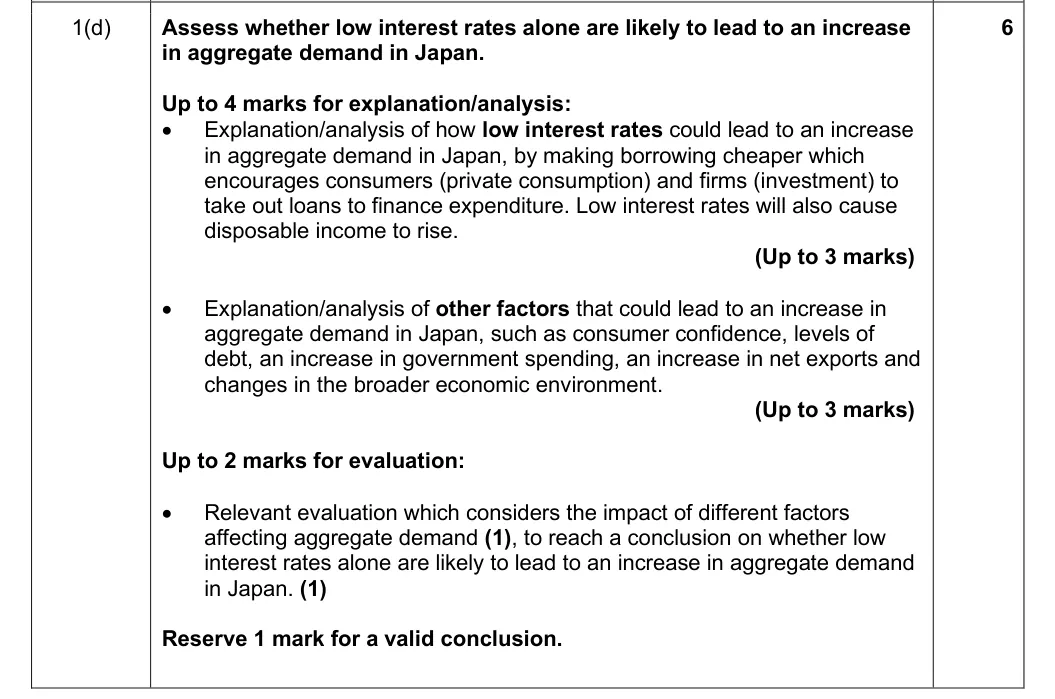 1(d)
Assess whether low interest rates alone are likely to lead to an increase
in aggregate demand in Japan.
6
Up to 4 marks for explanation/analysis:
• Explanation/analysis of how low interest rates could lead to an increase
in aggregate demand in Japan, by making borrowing cheaper which
encourages consumers (private consumption) and firms (investment) to
take out loans to finance expenditure. Low interest rates will also cause
disposable income to rise.
(Up to 3 marks)
• Explanation/analysis of other factors that could lead to an increase in
aggregate demand in Japan, such as consumer confidence, levels of
debt, an increase in government spending, an increase in net exports and
changes in the broader economic environment.
(Up to 3 marks)
Up to 2 marks for evaluation:
• Relevant evaluation which considers the impact of different factors
affecting aggregate demand (1), to reach a conclusion on whether low
interest rates alone are likely to lead to an increase in aggregate demand
in Japan. (1)
Reserve 1 mark for a valid conclusion.